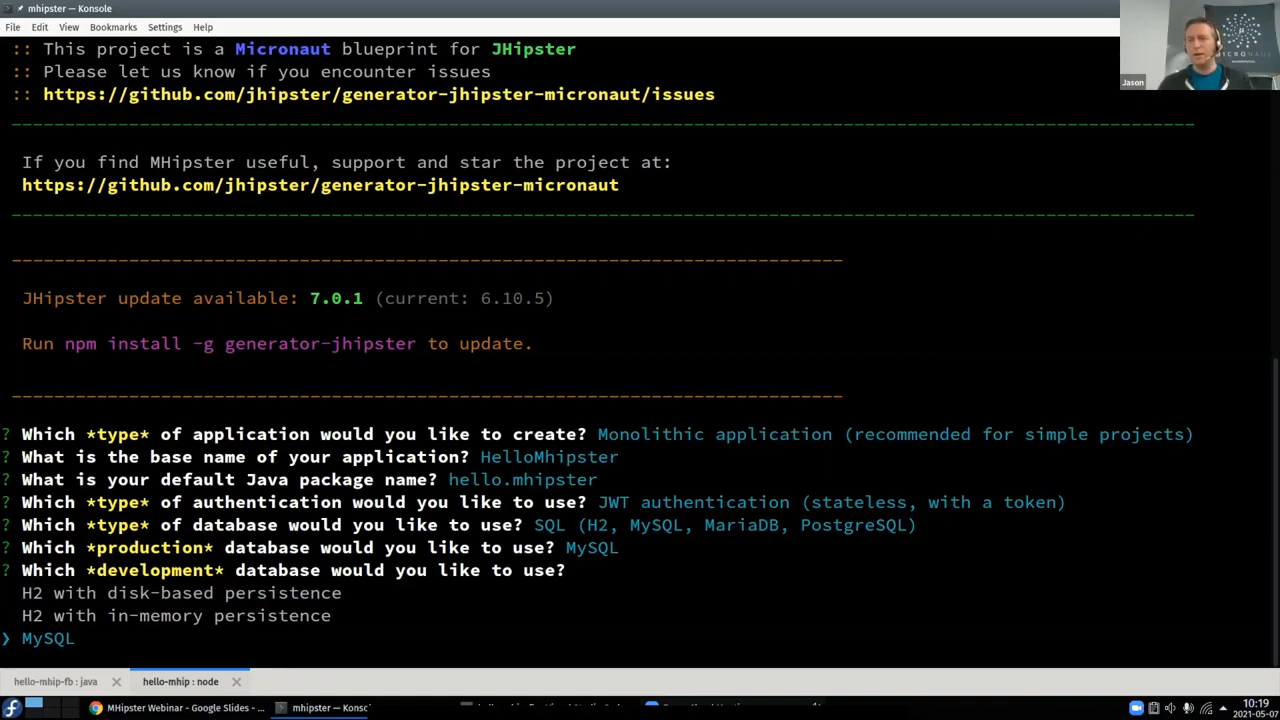 mhipster — Konsole
File Edit View Bookmarks Settings Help
:: This project is a Micronaut blueprint for JHipster
:: Please let us know if you encounter issues
:: https://github.com/jhipster/generator-jhipster-micronaut/issues
If you find MHipster useful, support and star the project at:
https://github.com/jhipster/generator-jhipster-micronaut
JHipster update available: 7.0.1 (current: 6.10.5)
Run npm install -g generator-jhipster to update.
? Which *type* of application would you like to create? Monolithic application (recommended for simple projects)
? What is the base name of your application? HelloMhipster
? What is your default Java package name? hello.mhipster
? Which *type* of authentication would you like to use? JWT authentication (stateless, with a token)
? Which *type* of database would you like to use? SQL (H2, MySQL, MariaDB, PostgreSQL)
? Which *production* database would you like to use? MySQL
? Which *development* database would you like to use?
H2 with disk-based persistence
H2 with in-memory persistence
❯ MySQL
Jason
hello-mhip-fb : java
hello-mhip : node
MHipster Webinar - Google Slides - ...
mhipster — Konsc
10:19
2021-05-07